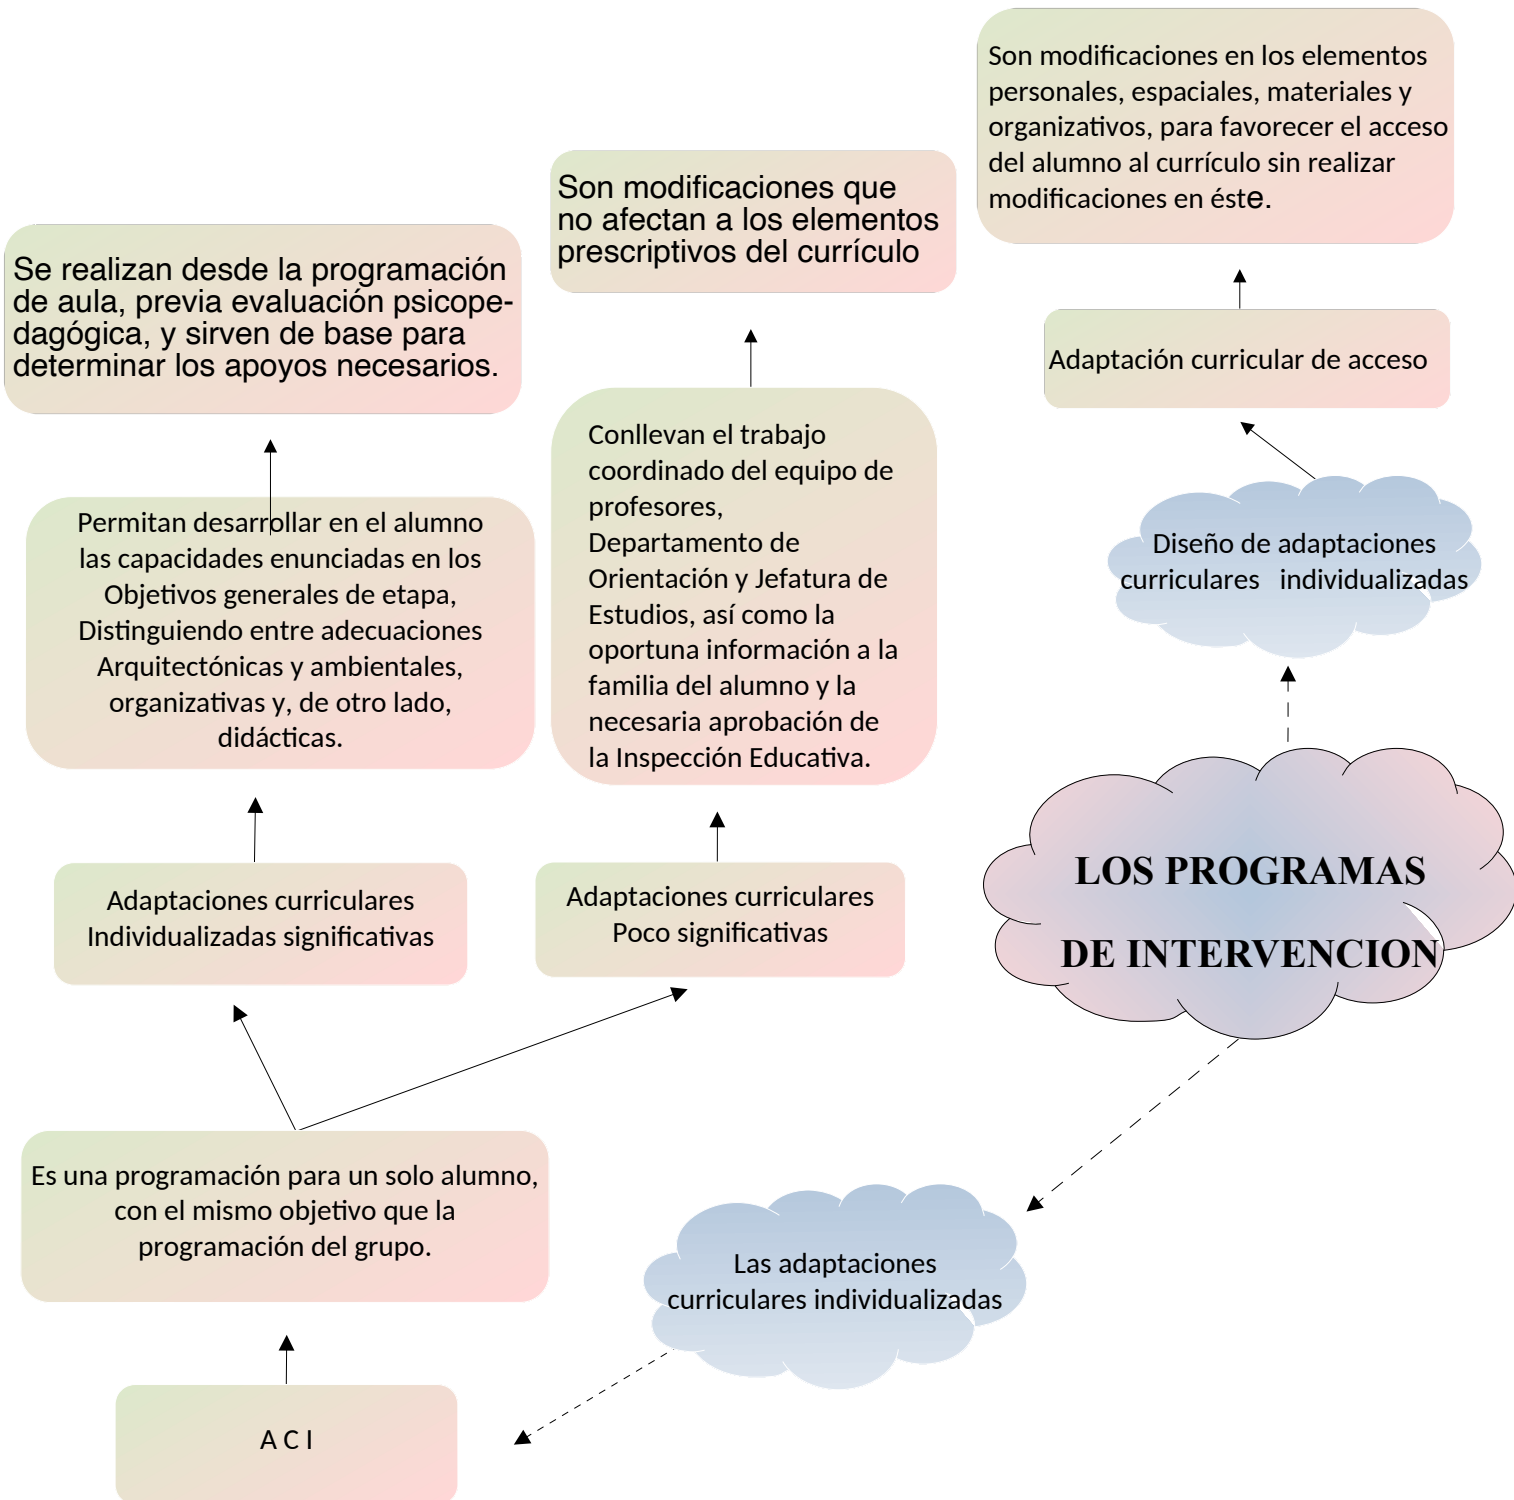 Son modificaciones en los elementos
personales, espaciales, materiales y
organizativos, para favorecer el acceso
del alumno al currículo sin realizar
modificaciones en éste.
Son modificaciones que
no afectan a los elementos
prescriptivos del currículo
Se realizan desde la programación
de aula, previa evaluación psicope-
dagógica, y sirven de base para
determinar los apoyos necesarios.
Adaptación curricular de acceso
Conllevan el trabajo
coordinado del equipo de
profesores,
Departamento de
Orientación y Jefatura de
Estudios, así como la
oportuna información a la
familia del alumno y la
necesaria aprobación de
la Inspección Educativa.
Permitan desarrollar en el alumno
las capacidades enunciadas en los
Objetivos generales de etapa,
Distinguiendo entre adecuaciones
Arquitectónicas y ambientales,
organizativas y, de otro lado,
didácticas.
Diseño de adaptaciones
curriculares individualizadas
LOS PROGRAMAS
DE INTERVENCION
Adaptaciones curriculares
Individualizadas significativas
Adaptaciones curriculares
Poco significativas
Es una programación para un solo alumno,
con el mismo objetivo que la
programación del grupo.
Las adaptaciones
curriculares individualizadas
A C I